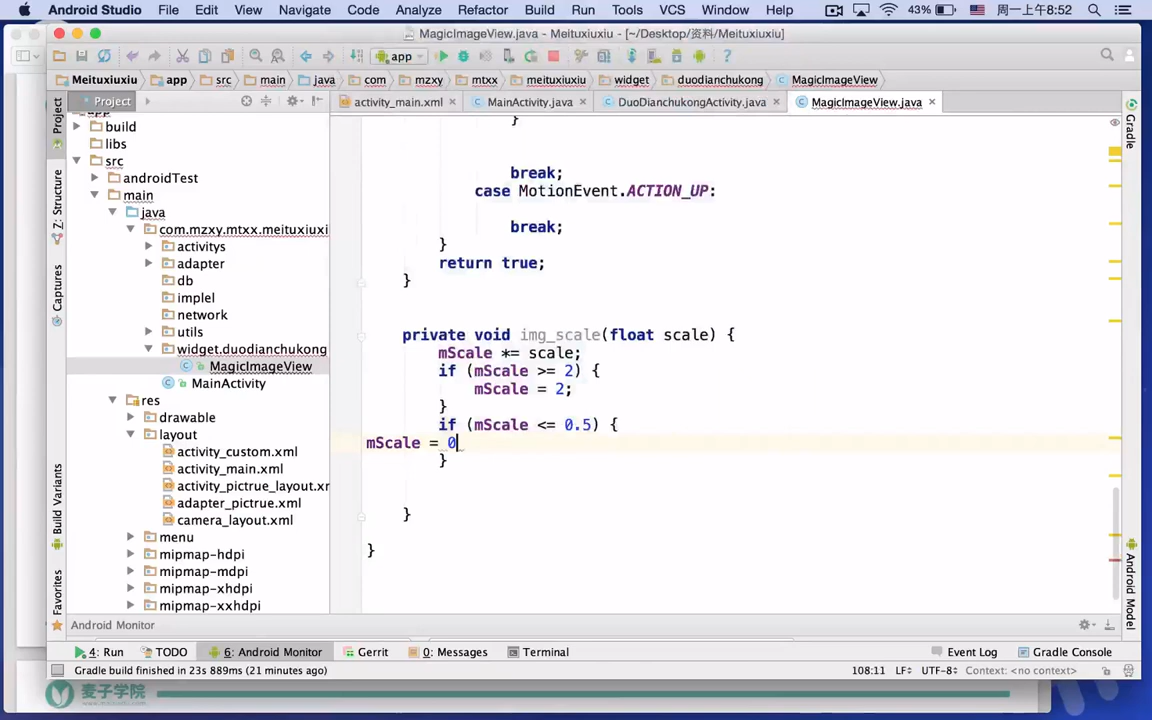 Android Studio File Edit View Navigate Code Analyze Refactor Build Run Tools VCS Window Help 43% 周一上午8:52
MagicImageView.java - Meituxiuxiu - [~/Desktop/资料/Meituxiuxiu]
app
Meituxiuxiu app src main java com mzxy mtxx meituxiuxiu widget duodianchukong MagicImageView
Project
activity_main.xml MainActivity.java DuoDianchukongActivity.java MagicImageView.java
app
build
libs
src
androidTest
main
java
com.mzxy.mtxx.meituxiuxi
activitys
adapter
db
implel
network
utils
widget.duodianchukong
MagicImageView
MainActivity
res
drawable
layout
activity_custom.xml
activity_main.xml
activity_pictrue_layout.xr
adapter_pictrue.xml
camera_layout.xml
menu
mipmap-hdpi
mipmap-mdpi
mipmap-xhdpi
mipmap-xxhdpi
1: Project
7: Structure
Captures
Build Variants
Favorites
}
break;
case MotionEvent.ACTION_UP:
break;
}
return true;
}
private void img_scale(float scale) {
mScale *= scale;
if (mScale >= 2) {
mScale = 2;
}
if (mScale <= 0.5) {
mScale = 0
}
}
}
Gradle
Android Model
Android Monitor
4: Run TODO 6: Android Monitor Gerrit 0: Messages Terminal Event Log Gradle Console
Gradle build finished in 23s 889ms (21 minutes ago) 108:11 LF÷ UTF-8÷ Context: <no context>
麦子学院